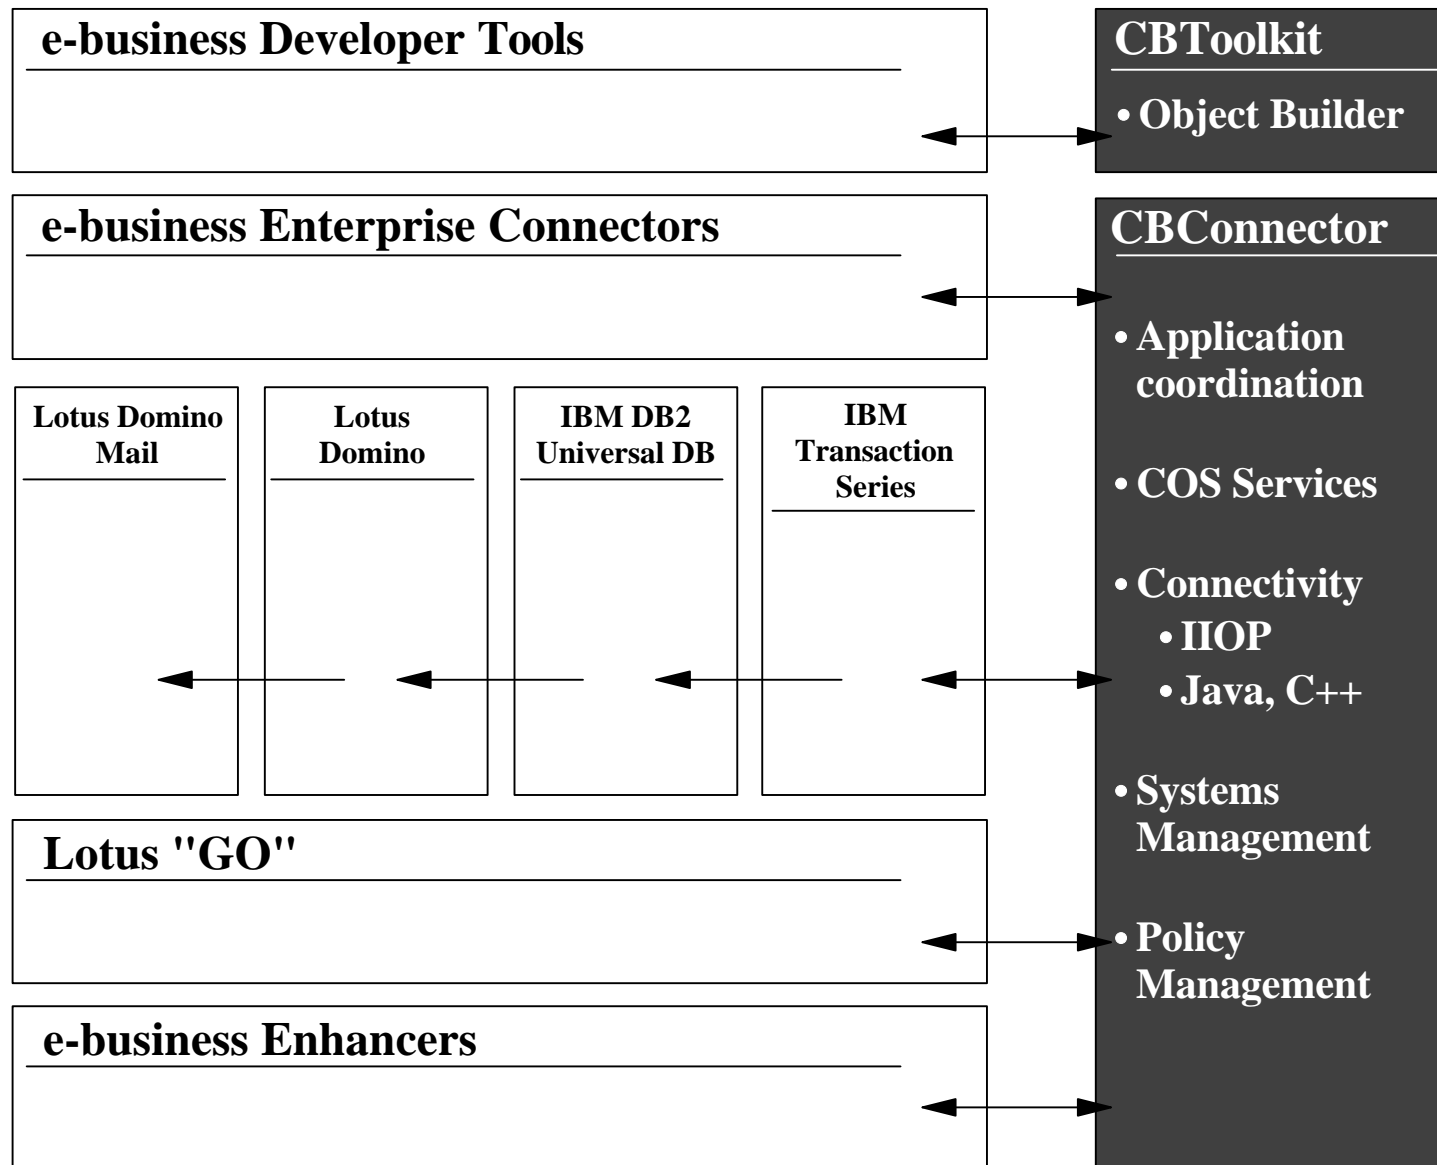 e-business Developer Tools
CBToolkit
• Object Builder
e-business Enterprise Connectors
CBConnector
• Application
coordination
• COS Services
• Connectivity
• IIOP
• Java, C++
• Systems
Management
• Policy
Management
Lotus Domino
Mail
Lotus
Domino
IBM DB2
Universal DB
IBM
Transaction
Series
Lotus "GO"
e-business Enhancers